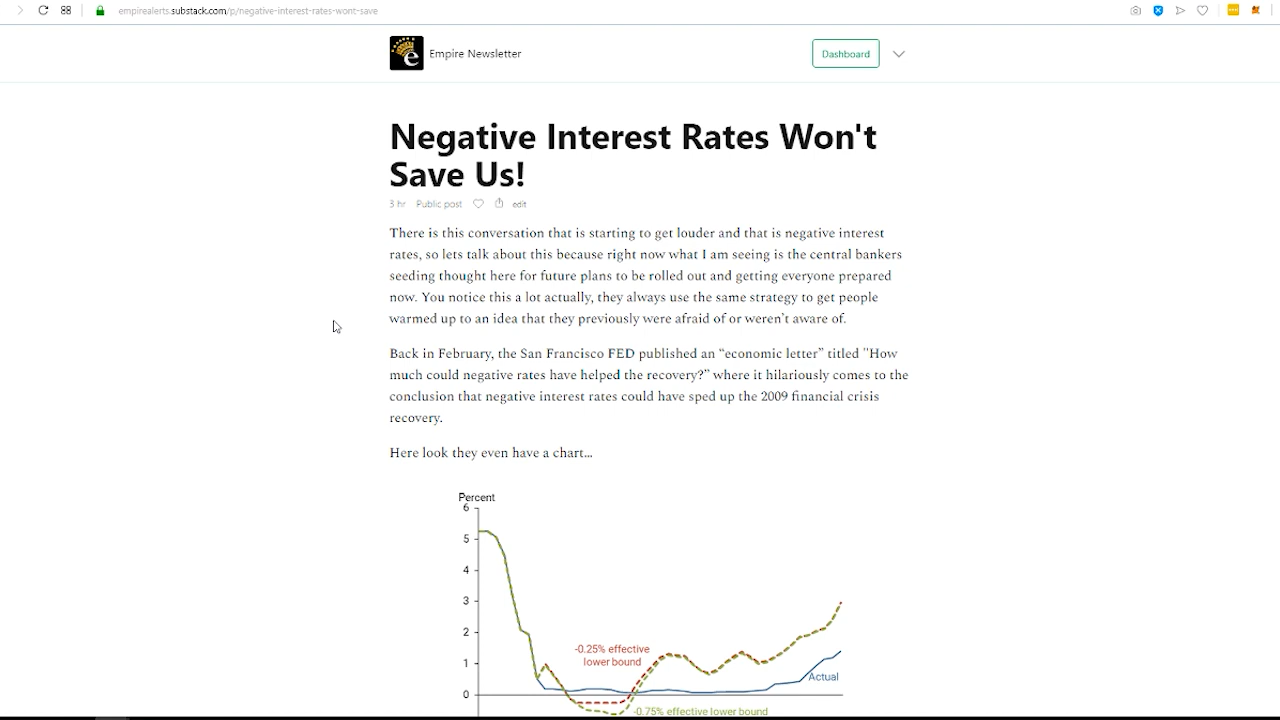 empirealerts.substack.com/p/negative-interest-rates-wont-save
Empire Newsletter
Dashboard
Negative Interest Rates Won't
Save Us!
3 hr Public post edit
There is this conversation that is starting to get louder and that is negative interest
rates, so lets talk about this because right now what I am seeing is the central bankers
seeding thought here for future plans to be rolled out and getting everyone prepared
now. You notice this a lot actually, they always use the same strategy to get people
warmed up to an idea that they previously were afraid of or weren't aware of.
Back in February, the San Francisco FED published an “economic letter” titled "How
much could negative rates have helped the recovery?” where it hilariously comes to the
conclusion that negative interest rates could have sped up the 2009 financial crisis
recovery.
Here look they even have a chart...
Percent
6
5
4
3
2
1
0
-0.25% effective
lower bound
Actual
-0.75% effective lower bound